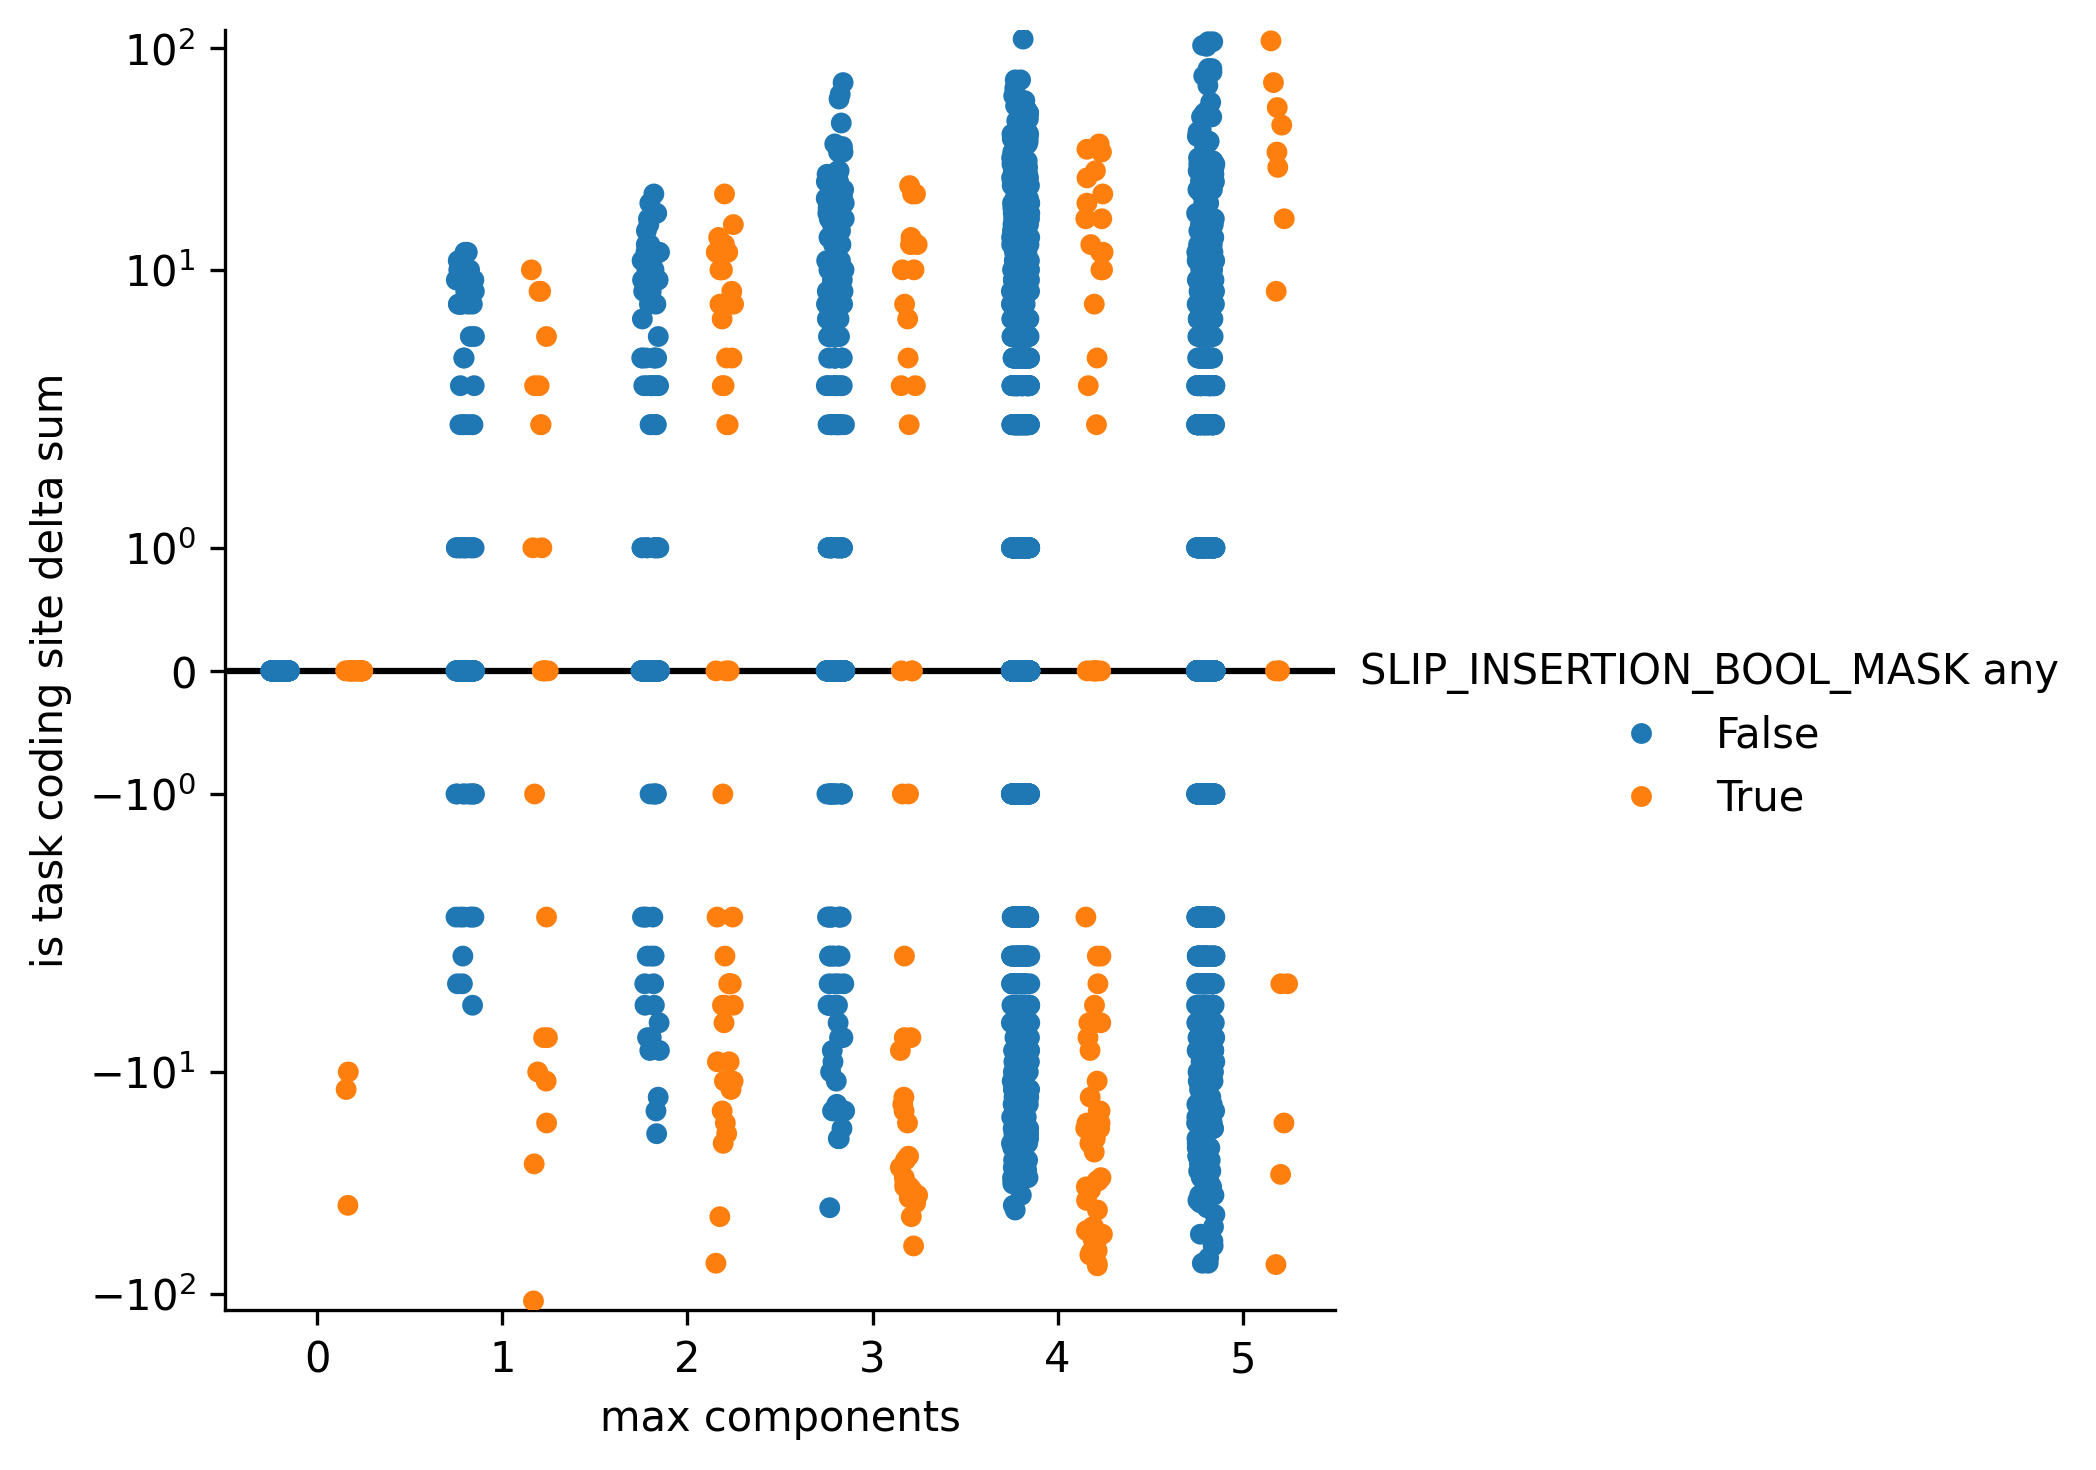 10²
10¹
10⁰
0
−10⁰
−10¹
−10²
is task coding site delta sum
0 1 2 3 4 5
max components
SLIP_INSERTION_BOOL_MASK any
False
True